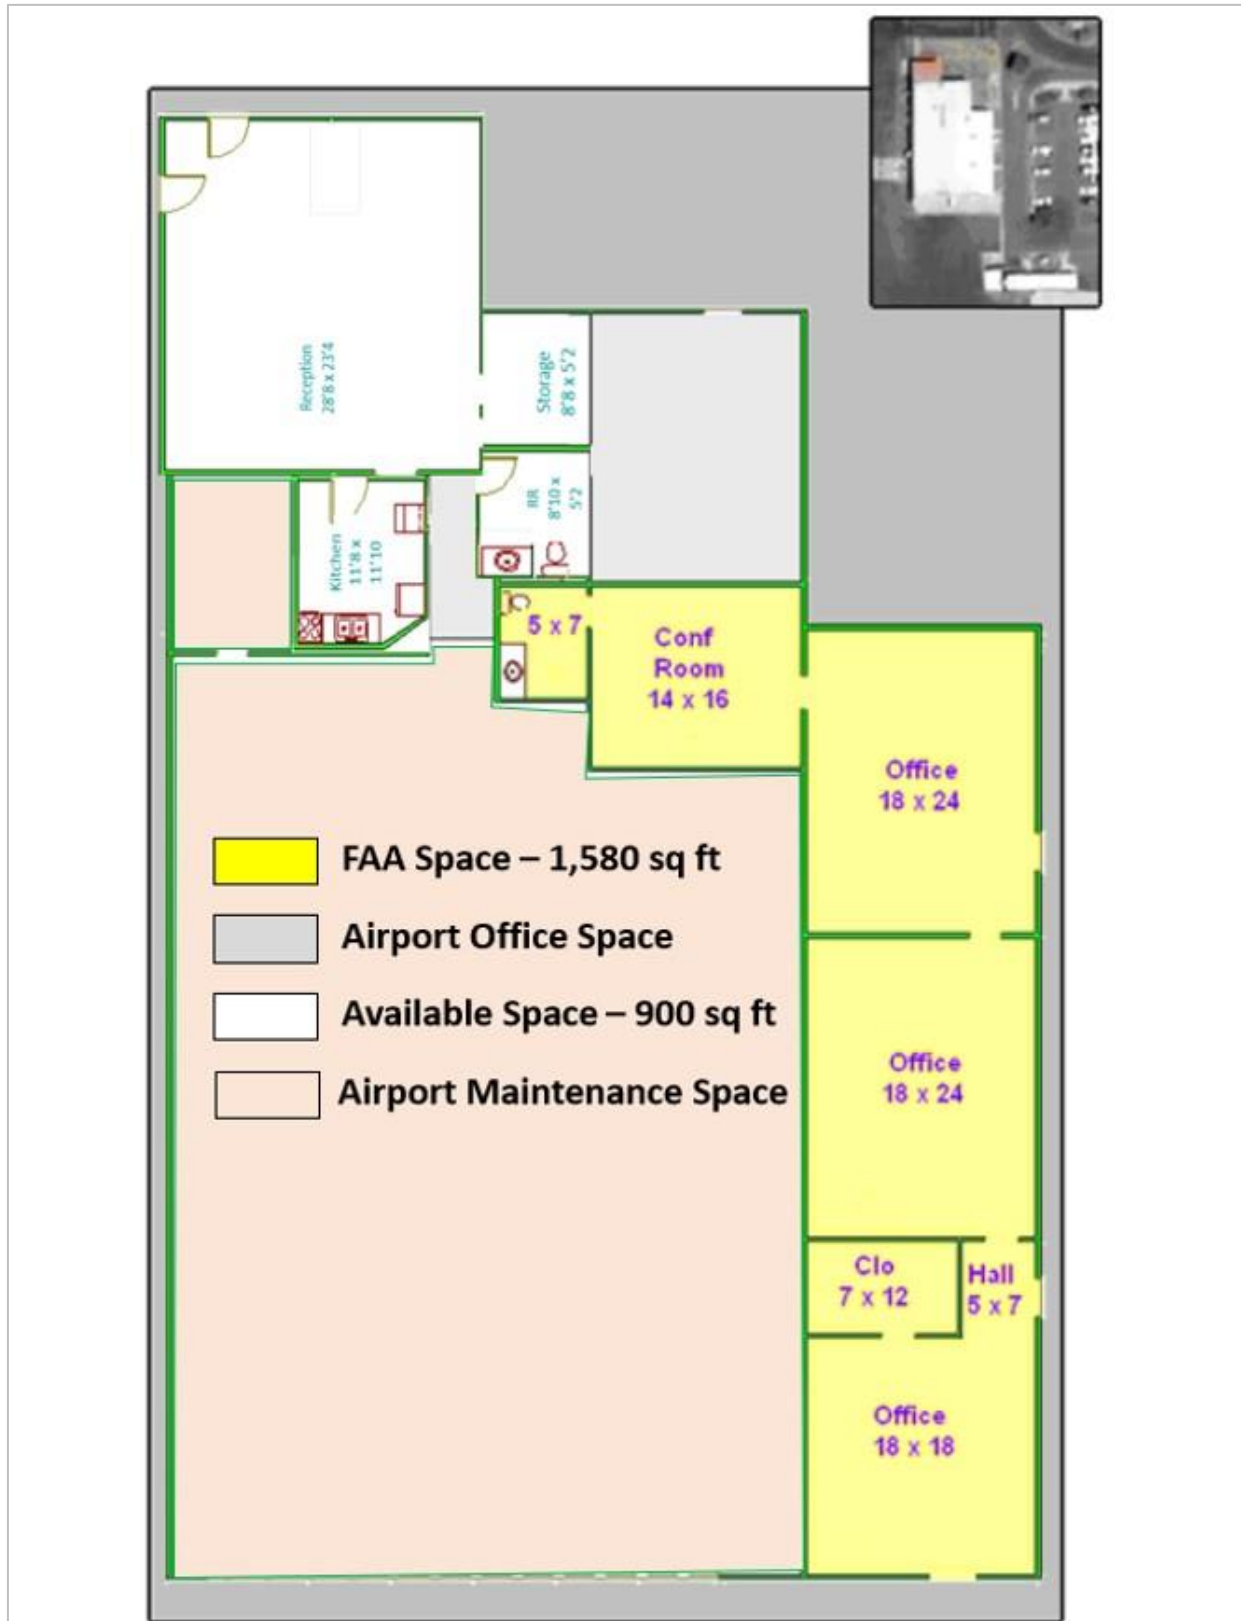 Reception
28'8 x 23'4
Storage
8'8 x 5'2
RR
8'10 x
5'2
Kitchen
11'8 x
11'10
5 x 7
Conf
Room
14 x 16
Office
18 x 24
FAA Space – 1,580 sq ft
Airport Office Space
Available Space – 900 sq ft
Airport Maintenance Space
Office
18 x 24
Clo
7 x 12
Hall
5 x 7
Office
18 x 18